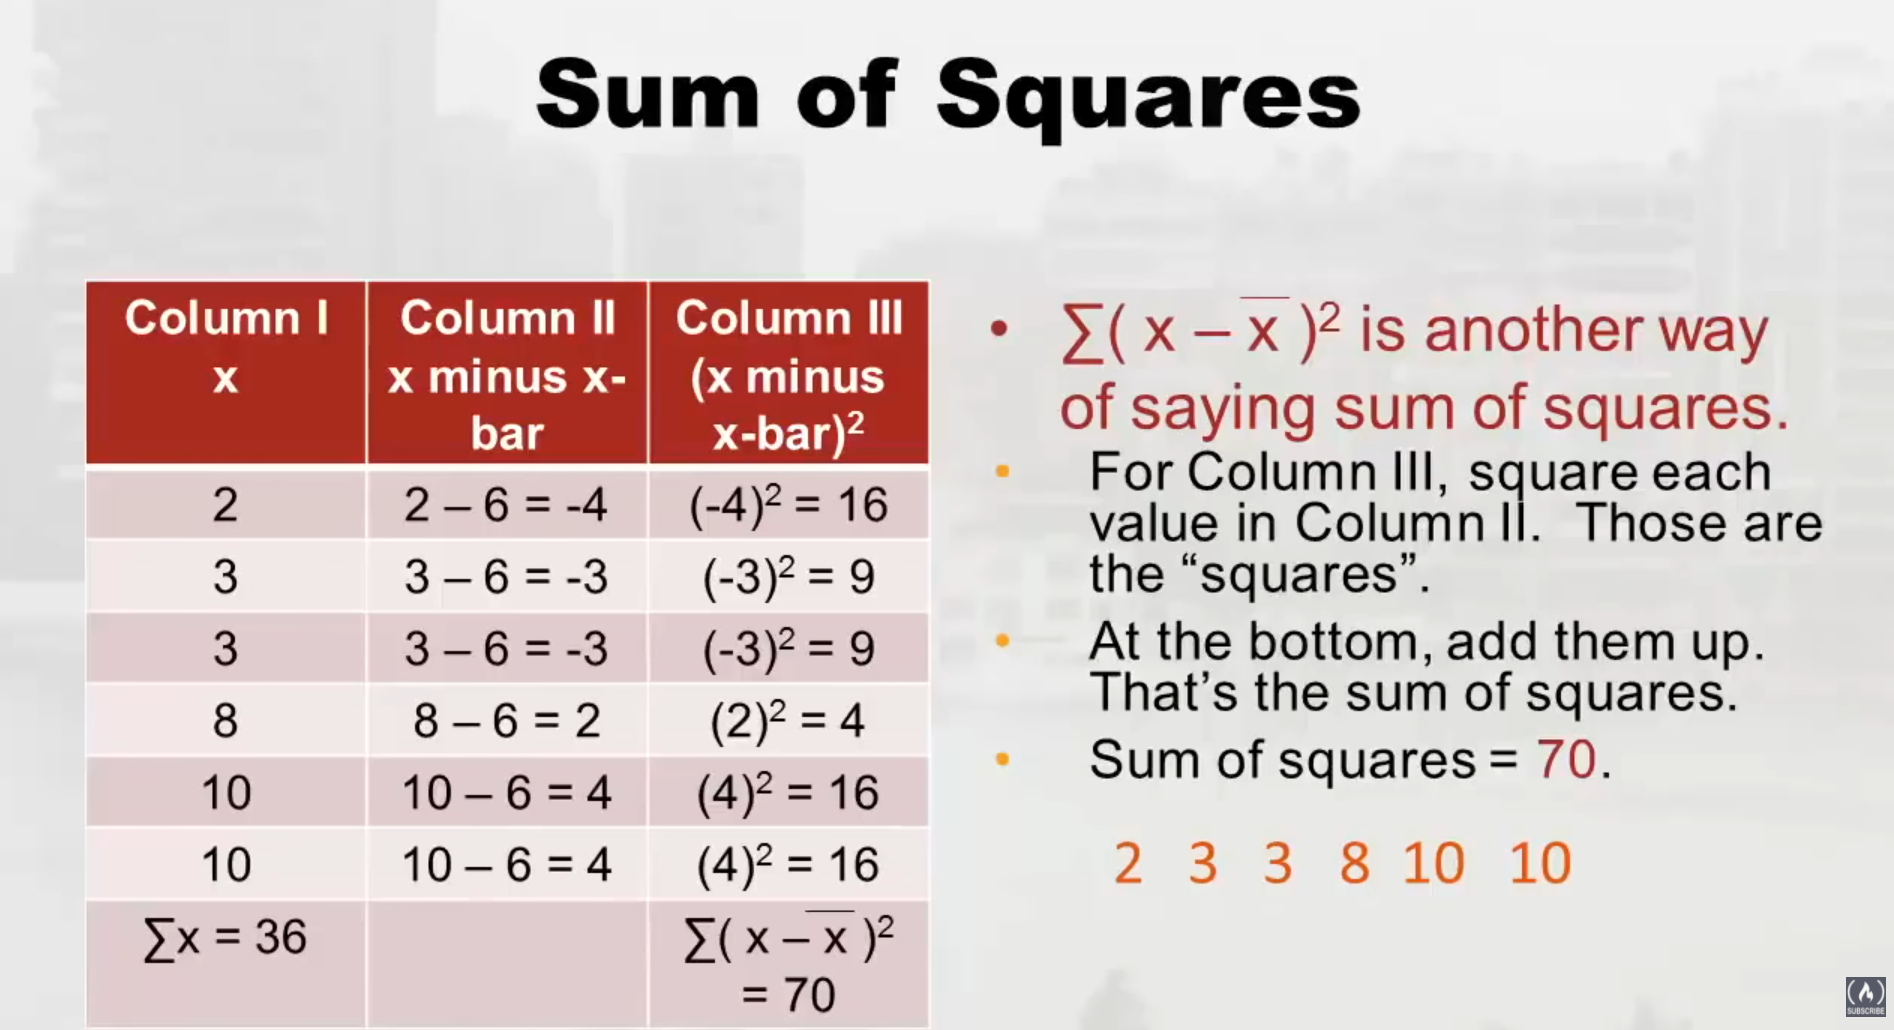 Sum of Squares
Column I
x
Column II
x minus x-
bar
Column III
(x minus
x-bar)²
2
2 – 6 = -4
(-4)² = 16
3
3 – 6 = -3
(-3)² = 9
3
3 – 6 = -3
(-3)² = 9
8
8 – 6 = 2
(2)² = 4
10
10 – 6 = 4
(4)² = 16
10
10 – 6 = 4
(4)² = 16
∑x = 36
∑( x – x̅ )²
= 70
• ∑( x – x̅ )² is another way
of saying sum of squares.
• For Column III, square each
value in Column II. Those are
the “squares”.
• At the bottom, add them up.
That’s the sum of squares.
• Sum of squares = 70.
2 3 3 8 10 10
SUBSCRIBE